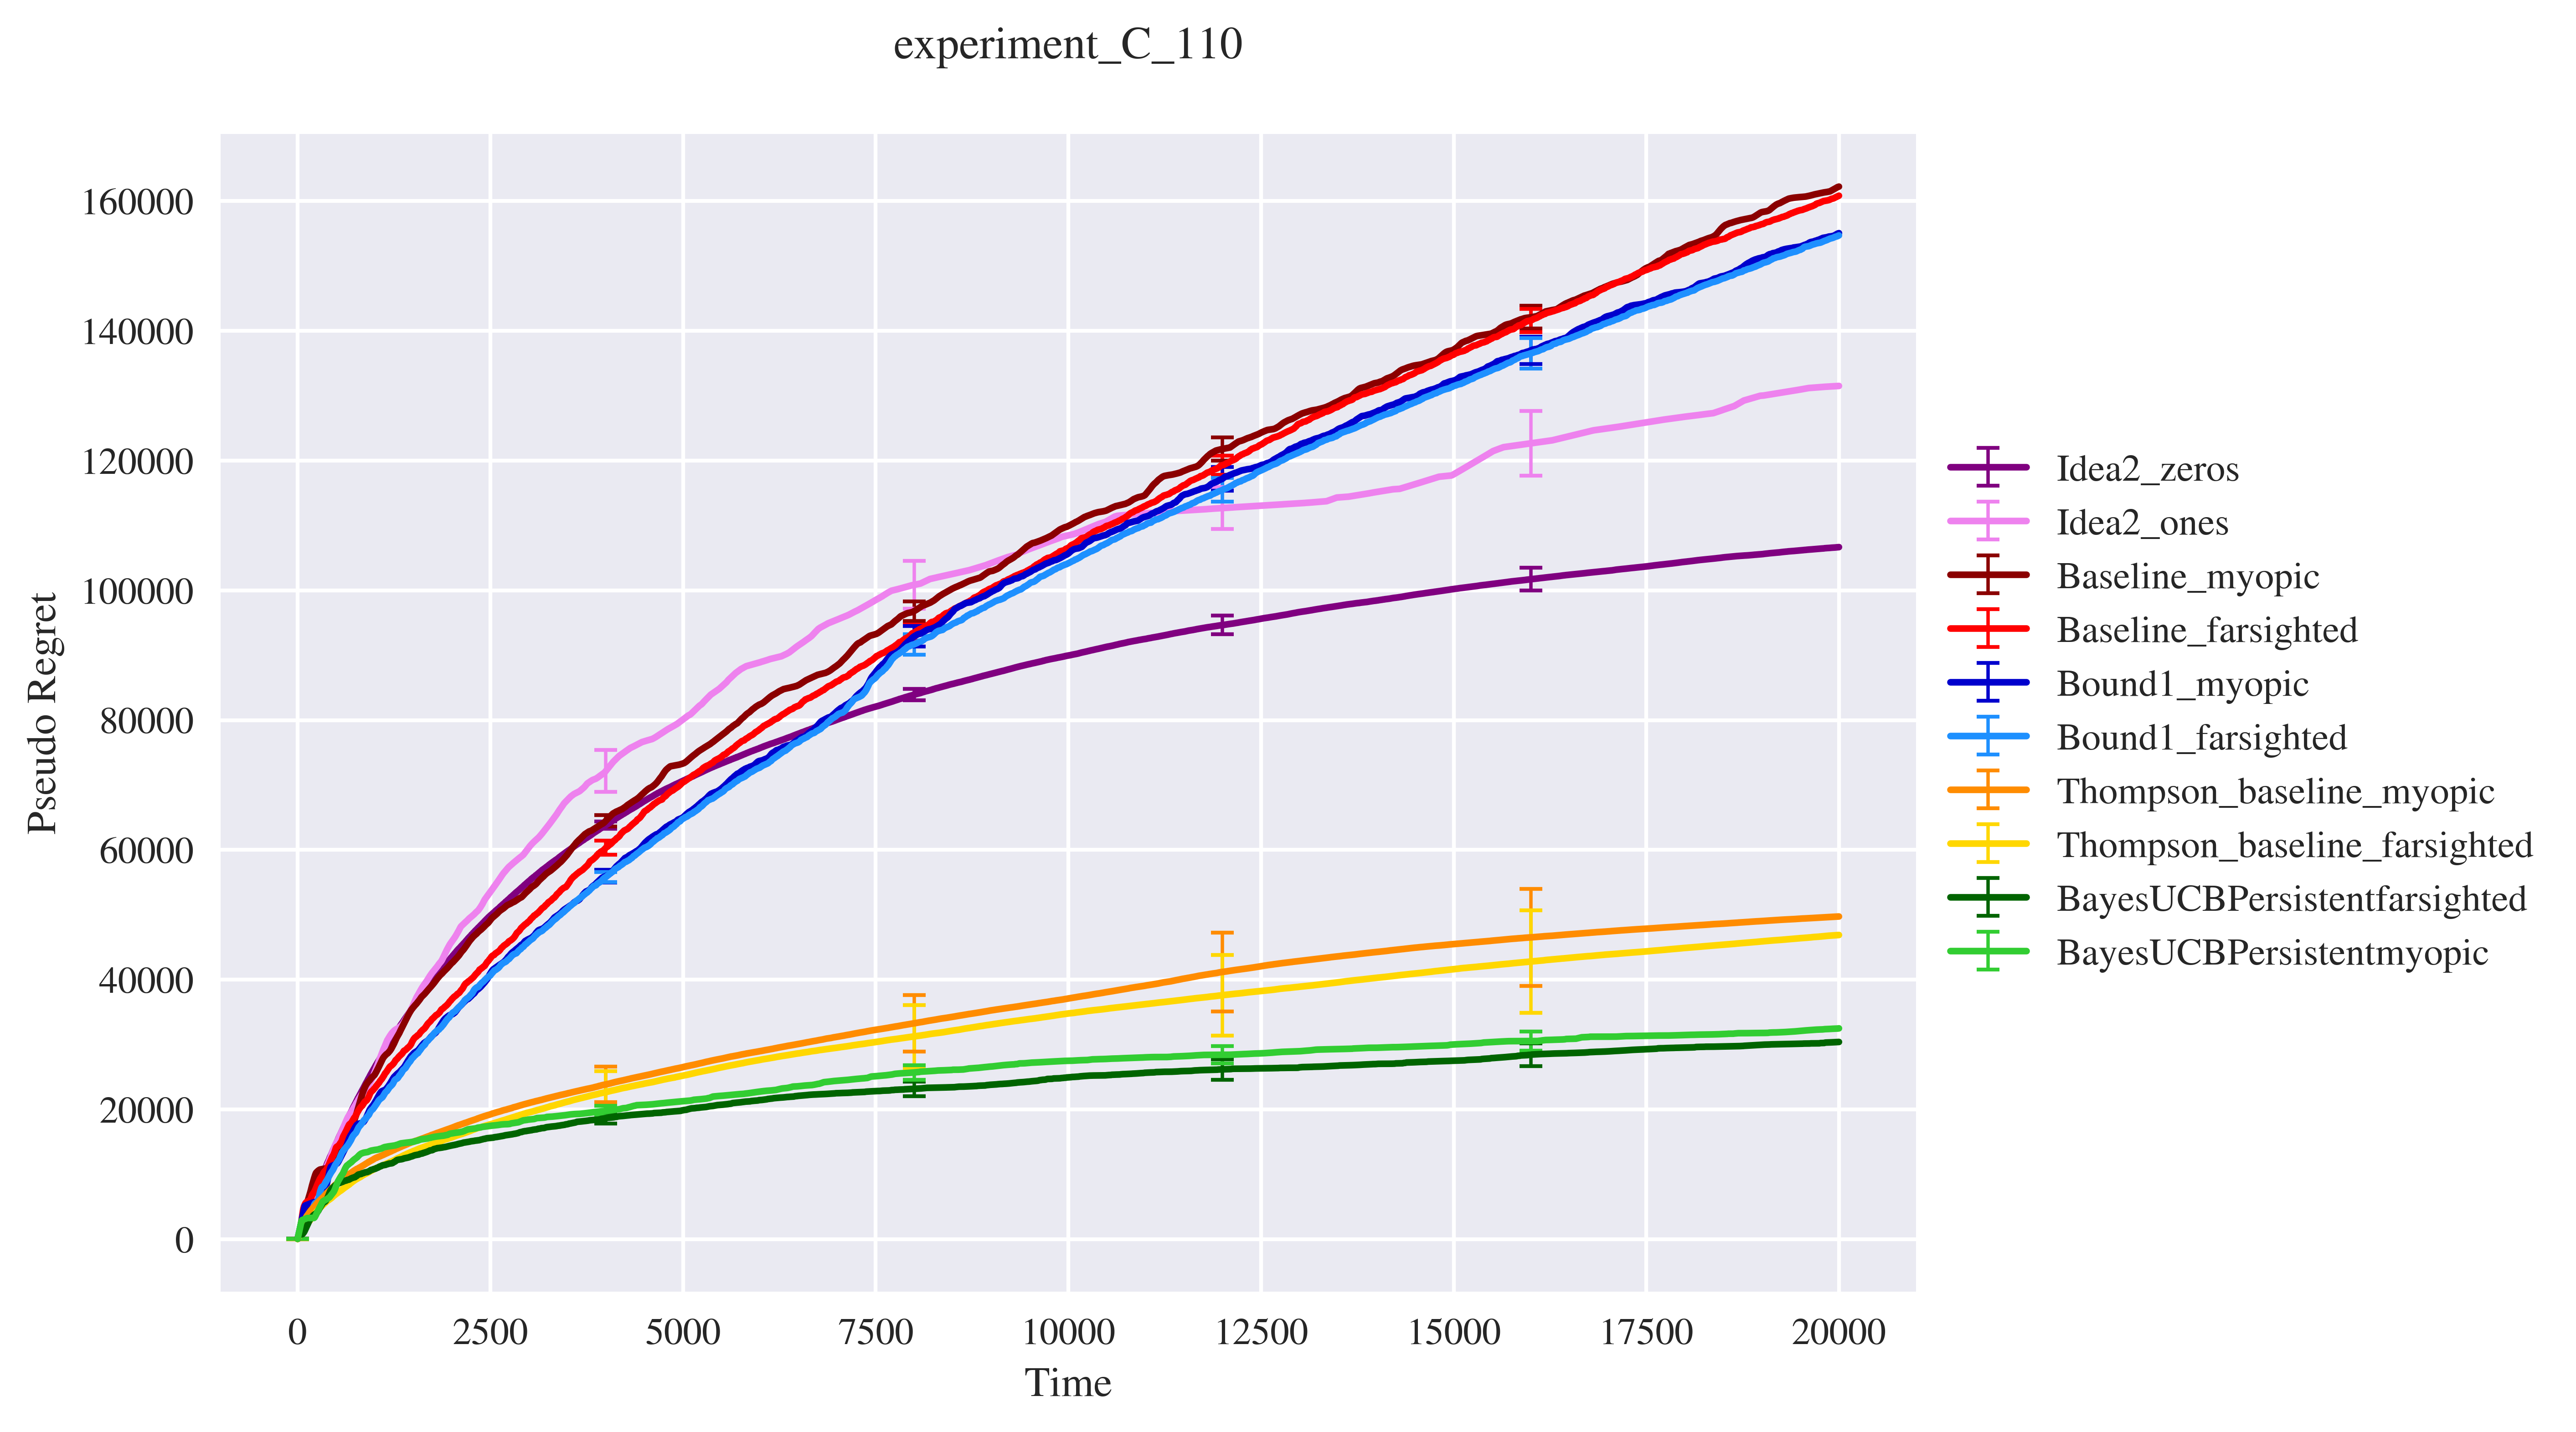 experiment_C_110
Pseudo Regret
160000
140000
120000
100000
80000
60000
40000
20000
0
0 2500 5000 7500 10000 12500 15000 17500 20000
Time
Idea2_zeros
Idea2_ones
Baseline_myopic
Baseline_farsighted
Bound1_myopic
Bound1_farsighted
Thompson_baseline_myopic
Thompson_baseline_farsighted
BayesUCBPersistentfarsighted
BayesUCBPersistentmyopic